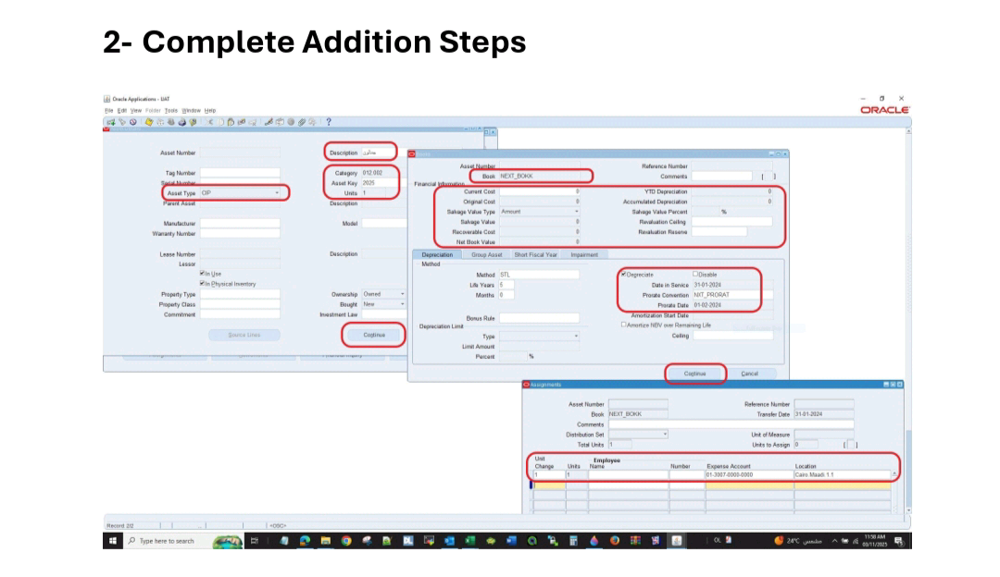 2- Complete Addition Steps
Oracle Applications - UAT
File Edit View Folder Tools Window Help
ORACLE
Asset Number
Description
Tag Number
Category 012.002
Serial Number
Asset Key 2025
Asset Type CIP
Units 1
Parent Asset
Description
Manufacturer
Model
Warranty Number
Lease Number
Description
Lessor
In Use
In Physical Inventory
Property Type
Ownership Owned
Property Class
Bought New
Commitment
Investment Law
Source Lines
Continue
Asset Number
Reference Number
Book NEXT_BOKK
Comments
Financial Information
Current Cost 0
YTD Depreciation 0
Original Cost 0
Accumulated Depreciation 0
Salvage Value Type Amount
Salvage Value Percent %
Salvage Value 0
Revaluation Ceiling
Recoverable Cost 0
Revaluation Reserve
Net Book Value 0
Depreciation Group Asset Short Fiscal Year Impairment
Method
Method STL
Depreciate Disable
Life Years 5
Date in Service 31-01-2024
Months 0
Prorate Convention NXT_PRORAT
Prorate Date 01-02-2024
Bonus Rule
Amortization Start Date
Depreciation Limit
Amortize NBV over Remaining Life
Type
Ceiling
Limit Amount
Percent %
Continue Cancel
Assignments
Asset Number
Reference Number
Book NEXT_BOKK
Transfer Date 31-01-2024
Comments
Distribution Set
Unit of Measure
Total Units 1
Units to Assign 0
[ ]
Unit
Change Units Employee Name Number Expense Account Location
1 1 01-3007-0000-0000 Cairo.Maadi.1.1
Record: 2/2 <OSC>
Type here to search
24°C مشمس
11:58 AM
03/11/2025